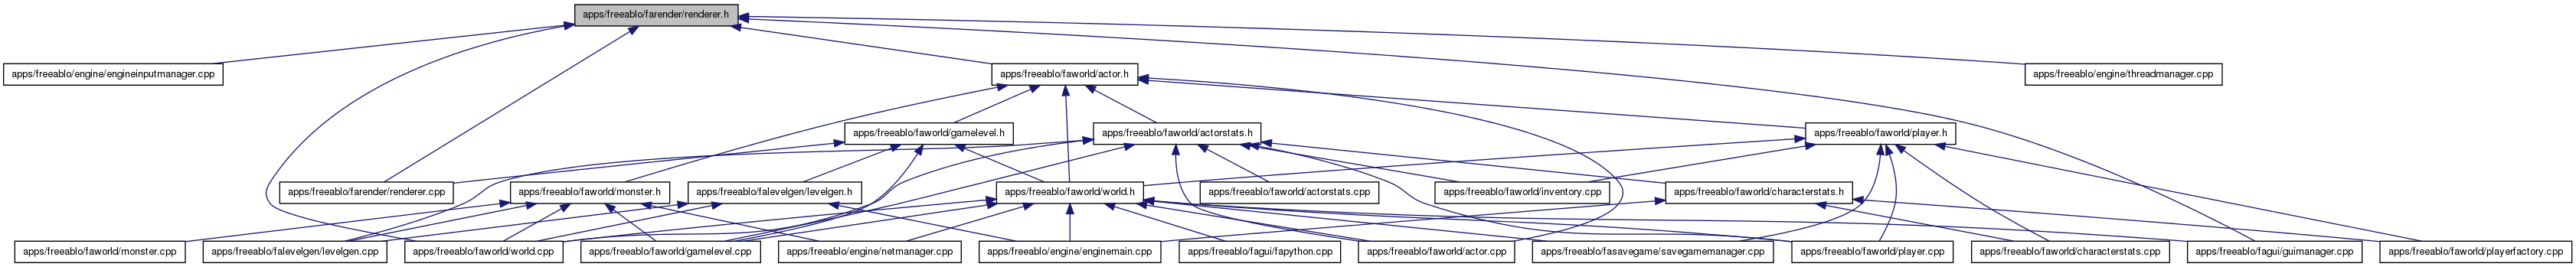 apps/freeablo/farender/renderer.h
apps/freeablo/engine/engineinputmanager.cpp
apps/freeablo/faworld/actor.h
apps/freeablo/engine/threadmanager.cpp
apps/freeablo/faworld/gamelevel.h
apps/freeablo/faworld/actorstats.h
apps/freeablo/faworld/player.h
apps/freeablo/farender/renderer.cpp
apps/freeablo/faworld/monster.h
apps/freeablo/falevelgen/levelgen.h
apps/freeablo/faworld/world.h
apps/freeablo/faworld/actorstats.cpp
apps/freeablo/faworld/inventory.cpp
apps/freeablo/faworld/characterstats.h
apps/freeablo/faworld/monster.cpp
apps/freeablo/falevelgen/levelgen.cpp
apps/freeablo/faworld/world.cpp
apps/freeablo/faworld/gamelevel.cpp
apps/freeablo/engine/netmanager.cpp
apps/freeablo/engine/enginemain.cpp
apps/freeablo/fagui/fapython.cpp
apps/freeablo/faworld/actor.cpp
apps/freeablo/fasavegame/savegamemanager.cpp
apps/freeablo/faworld/player.cpp
apps/freeablo/faworld/characterstats.cpp
apps/freeablo/fagui/guimanager.cpp
apps/freeablo/faworld/playerfactory.cpp